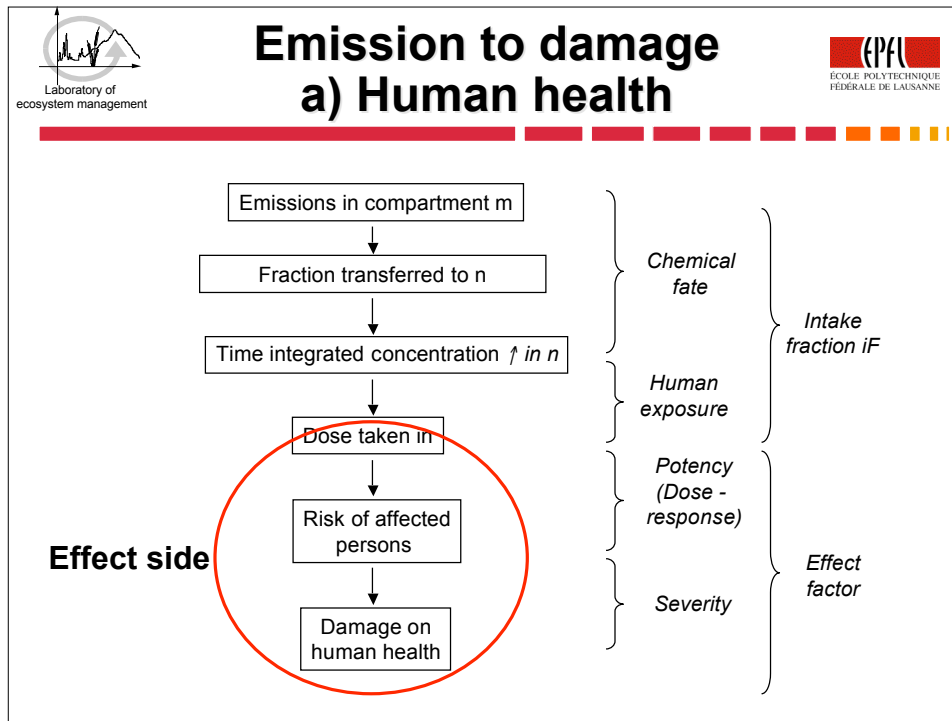 Emission to damage
a) Human health
Laboratory of
ecosystem management
EPFL
ÉCOLE POLYTECHNIQUE
FÉDÉRALE DE LAUSANNE
Emissions in compartment m
Fraction transferred to n
Time integrated concentration ↑ in n
Dose taken in
Risk of affected
persons
Damage on
human health
Effect side
Chemical
fate
Human
exposure
Potency
(Dose -
response)
Severity
Intake
fraction iF
Effect
factor